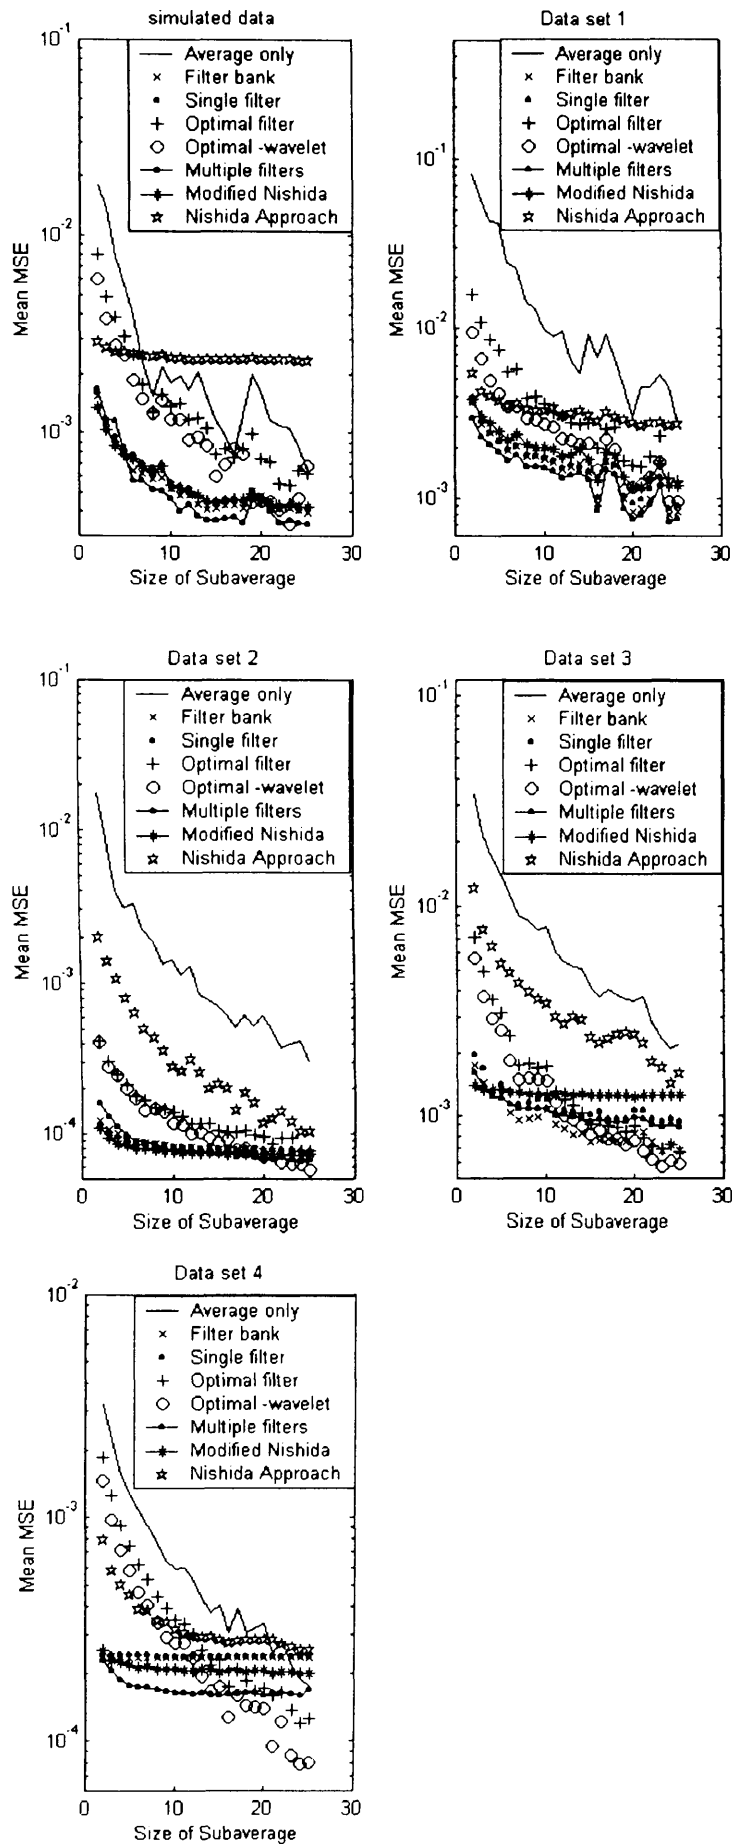 simulated data
10^-1
10^-2
10^-3
Mean MSE
Average only
Filter bank
Single filter
Optimal filter
Optimal -wavelet
Multiple filters
Modified Nishida
Nishida Approach
0 10 20 30
Size of Subaverage
Data set 1
10^-1
10^-2
10^-3
Mean MSE
Average only
Filter bank
Single filter
Optimal filter
Optimal -wavelet
Multiple filters
Modified Nishida
Nishida Approach
0 10 20 30
Size of Subaverage
Data set 2
10^-1
10^-2
10^-3
10^-4
Mean MSE
Average only
Filter bank
Single filter
Optimal filter
Optimal -wavelet
Multiple filters
Modified Nishida
Nishida Approach
0 10 20 30
Size of Subaverage
Data set 3
10^-1
10^-2
10^-3
Mean MSE
Average only
Filter bank
Single filter
Optimal filter
Optimal -wavelet
Multiple filters
Modified Nishida
Nishida Approach
0 10 20 30
Size of Subaverage
Data set 4
10^-2
10^-3
10^-4
Mean MSE
Average only
Filter bank
Single filter
Optimal filter
Optimal -wavelet
Multiple filters
Modified Nishida
Nishida Approach
0 10 20 30
Size of Subaverage